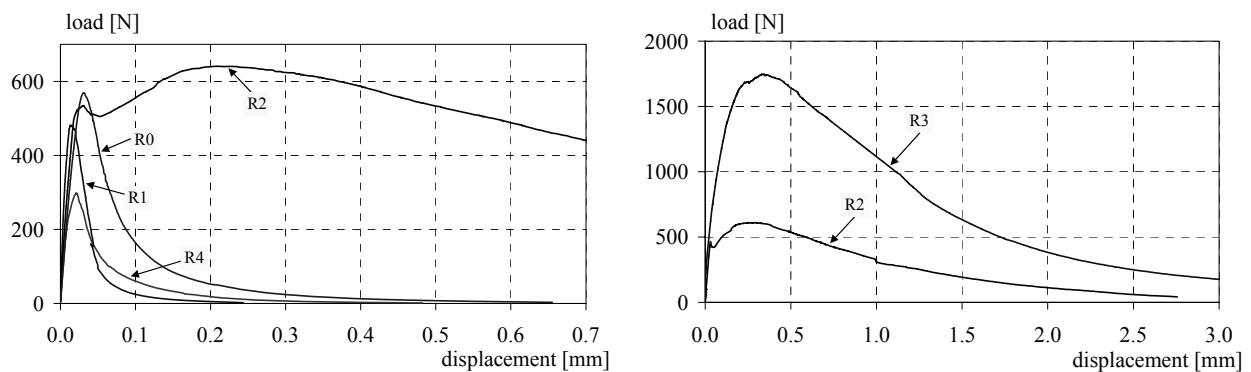 load [N]
600
400
200
0
0.0 0.1 0.2 0.3 0.4 0.5 0.6 0.7
displacement [mm]
R2
R0
R1
R4
load [N]
2000
1500
1000
500
0
0.0 0.5 1.0 1.5 2.0 2.5 3.0
displacement [mm]
R3
R2